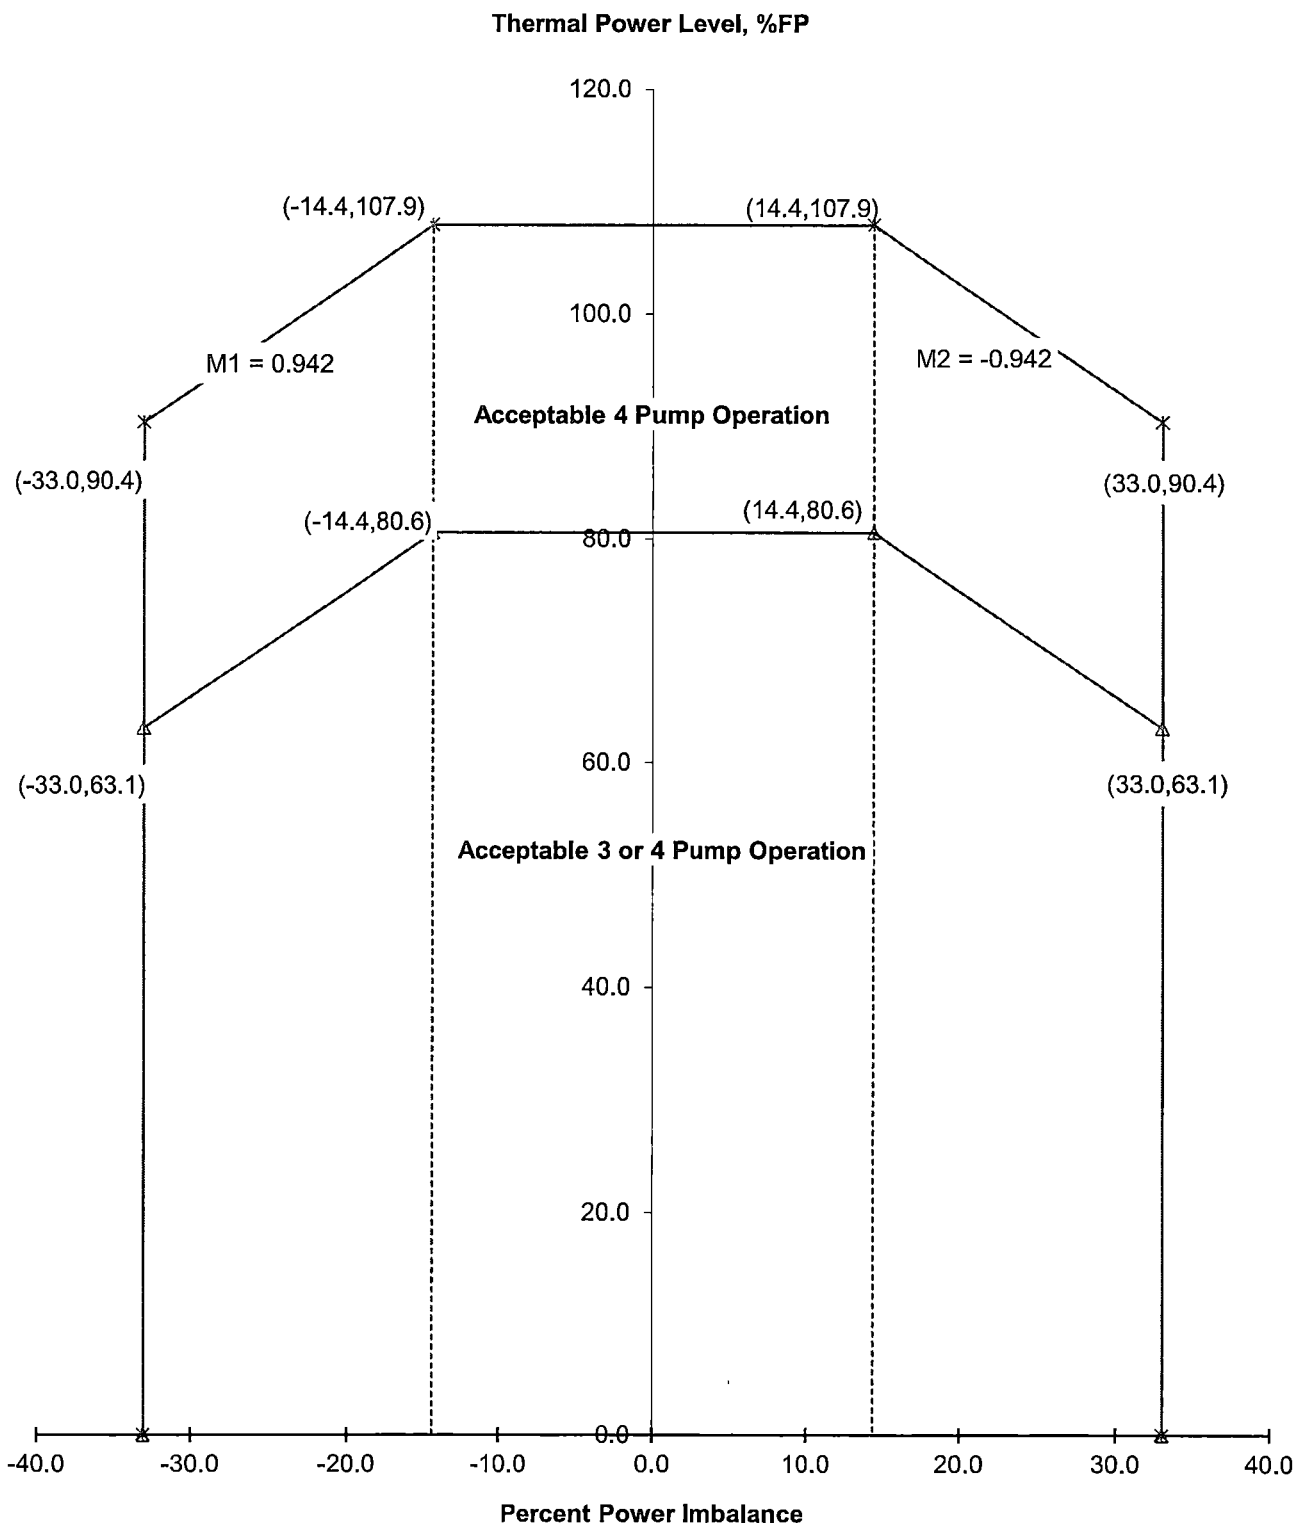 Thermal Power Level, %FP
120.0
(-14.4,107.9)
(14.4,107.9)
100.0
M1 = 0.942
M2 = -0.942
Acceptable 4 Pump Operation
(-33.0,90.4)
(33.0,90.4)
(-14.4,80.6)
(14.4,80.6)
80.0
60.0
(-33.0,63.1)
(33.0,63.1)
Acceptable 3 or 4 Pump Operation
40.0
20.0
0.0
-40.0 -30.0 -20.0 -10.0 0.0 10.0 20.0 30.0 40.0
Percent Power Imbalance